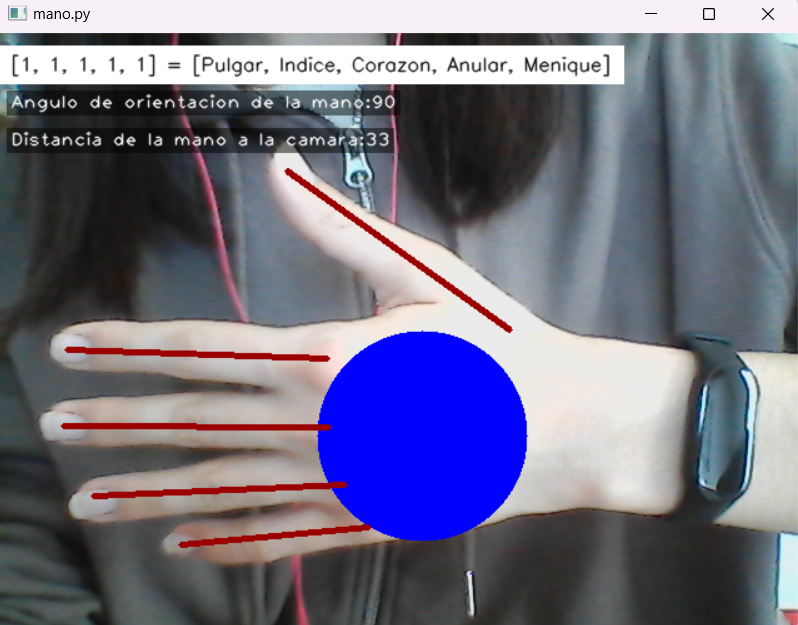 mano.py
[1, 1, 1, 1, 1] = [Pulgar, Indice, Corazon, Anular, Menique]
Angulo de orientacion de la mano:90
Distancia de la mano a la camara:33